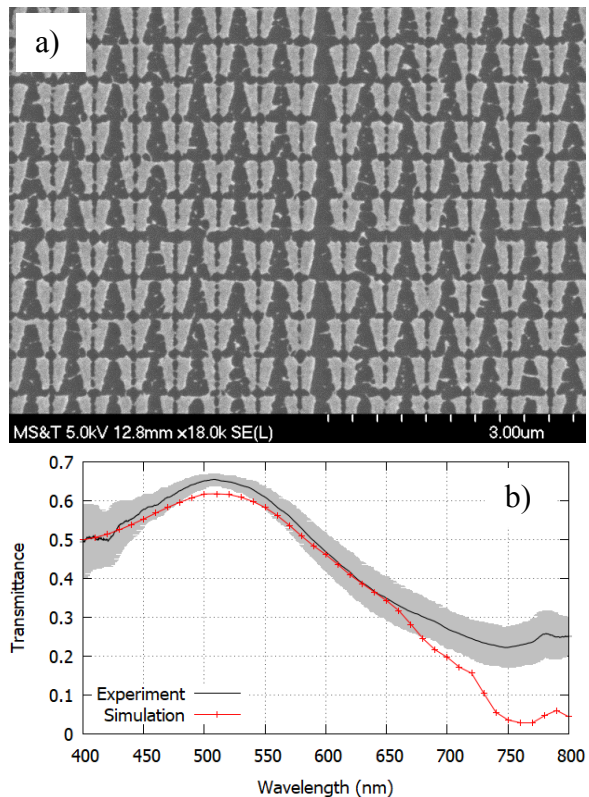 a)
MS&T 5.0kV 12.8mm x18.0k SE(L) 3.00um
b)
0.7
0.6
0.5
0.4
0.3
0.2
0.1
0
Transmittance
Experiment
Simulation
400 450 500 550 600 650 700 750 800
Wavelength (nm)